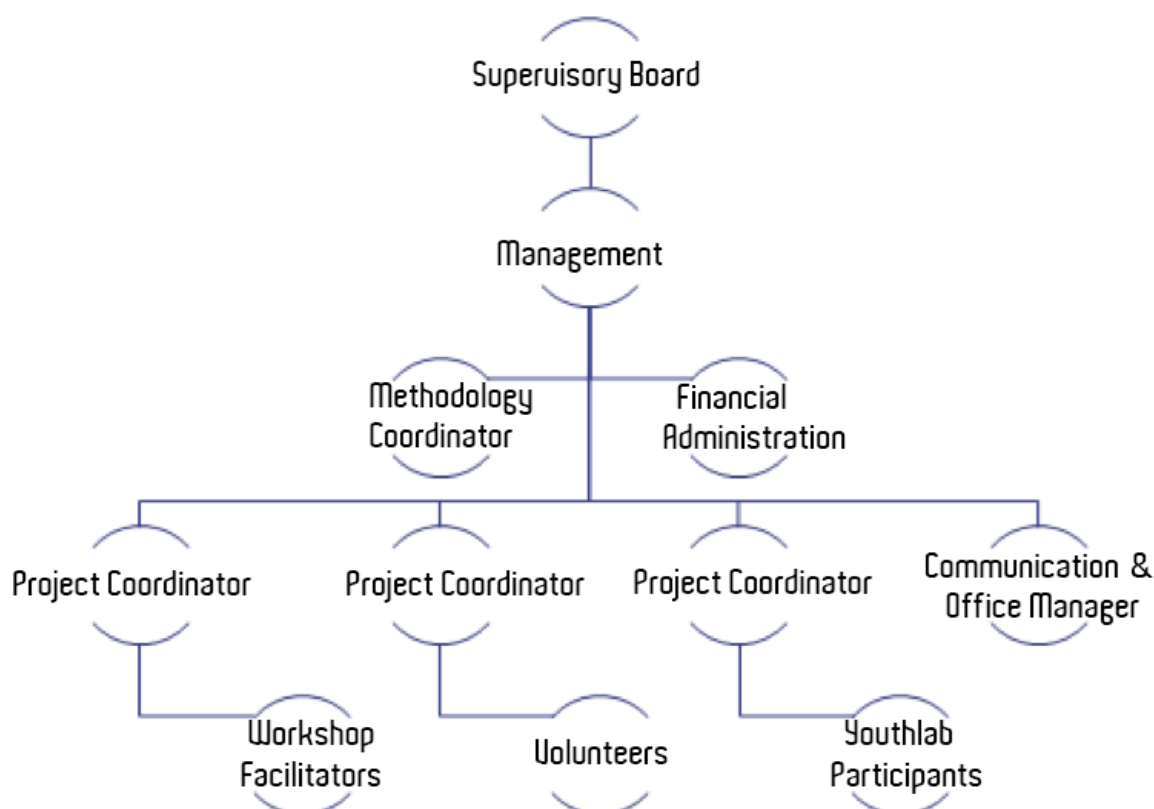 Supervisory Board
Management
Methodology
Coordinator
Financial
Administration
Project Coordinator
Project Coordinator
Project Coordinator
Communication &
Office Manager
Workshop
Facilitators
Volunteers
Youthlab
Participants